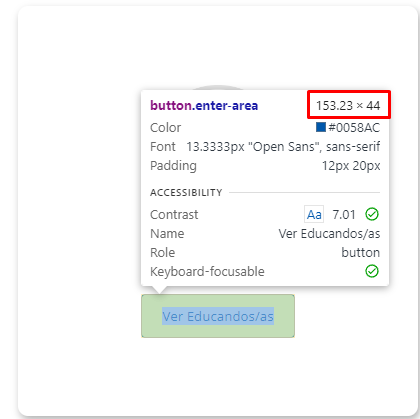 button.enter-area 153.23 × 44
Color #0058AC
Font 13.3333px "Open Sans", sans-serif
Padding 12px 20px
ACCESSIBILITY
Contrast Aa 7.01
Name Ver Educandos/as
Role button
Keyboard-focusable
Ver Educandos/as